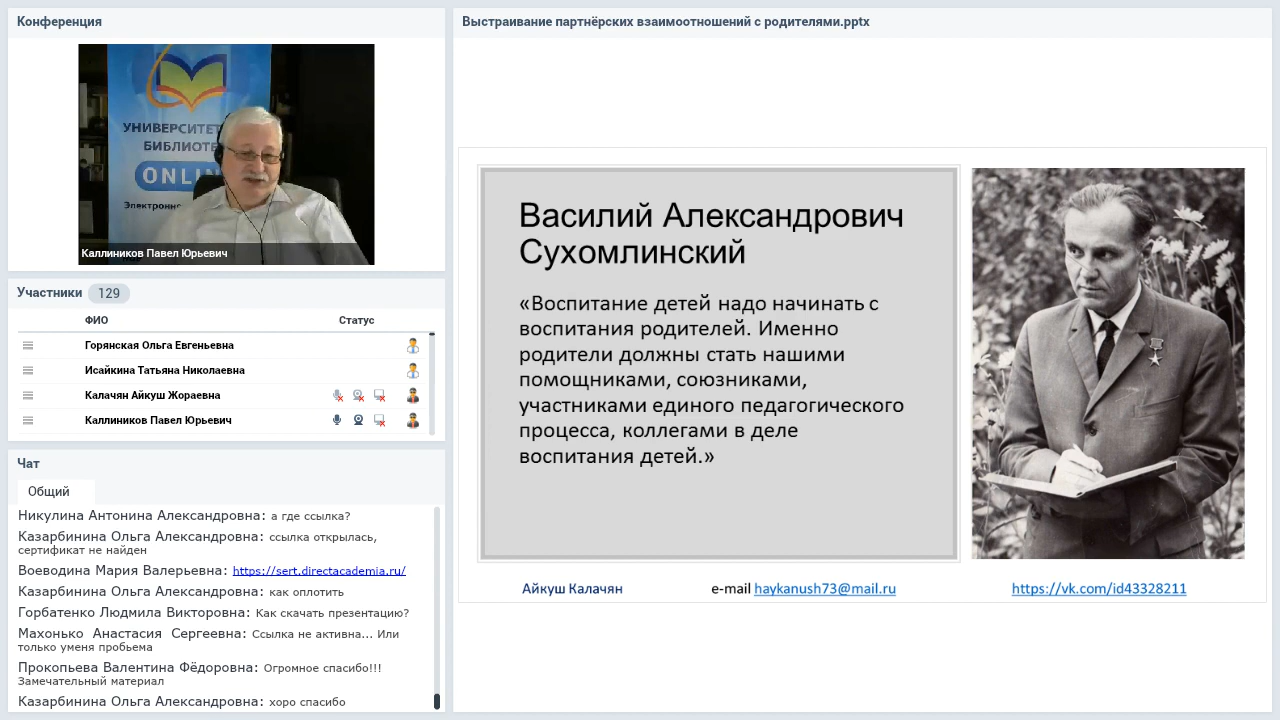 Конференция
УНИВЕРСИТЕТ
БИБЛИОТЕ
ONLIN
Электронно
Каллиников Павел Юрьевич
Участники 129
ФИО Статус
Горянская Ольга Евгеньевна
Исайкина Татьяна Николаевна
Калачян Айкуш Жораевна
Каллиников Павел Юрьевич
Чат
Общий
Никулина Антонина Александровна: а где ссылка?
Казарбинина Ольга Александровна: ссылка открылась,
сертификат не найден
Воеводина Мария Валерьевна: https://sert.directacademia.ru/
Казарбинина Ольга Александровна: как оплотить
Горбатенко Людмила Викторовна: Как скачать презентацию?
Махонько Анастасия Сергеевна: Ссылка не активна... Или
только уменя пробьема
Прокопьева Валентина Фёдоровна: Огромное спасибо!!!
Замечательный материал
Казарбинина Ольга Александровна: хоро спасибо
Выстраивание партнёрских взаимоотношений с родителями.pptx
Василий Александрович
Сухомлинский
«Воспитание детей надо начинать с
воспитания родителей. Именно
родители должны стать нашими
помощниками, союзниками,
участниками единого педагогического
процесса, коллегами в деле
воспитания детей.»
Айкуш Калачян e-mail haykanush73@mail.ru https://vk.com/id43328211